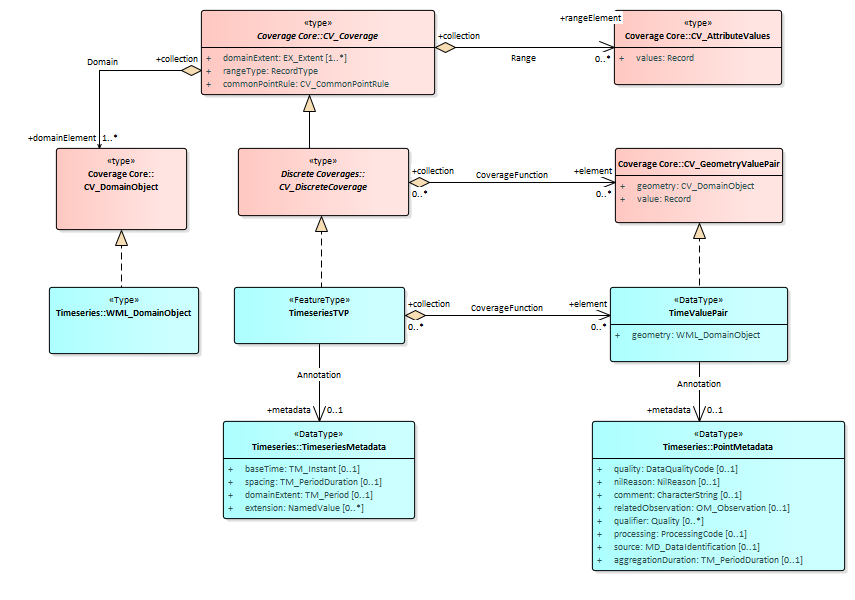 «type»
Coverage Core::CV_Coverage
+ domainExtent: EX_Extent [1..*]
+ rangeType: RecordType
+ commonPointRule: CV_CommonPointRule
+collection
+rangeElement
Range
0..*
«type»
Coverage Core::CV_AttributeValues
+ values: Record
Domain
+collection
+domainElement
1..*
«type»
Coverage Core::
CV_DomainObject
«type»
Discrete Coverages::
CV_DiscreteCoverage
+collection
0..*
CoverageFunction
+element
0..*
Coverage Core::CV_GeometryValuePair
+ geometry: CV_DomainObject
+ value: Record
«Type»
Timeseries::WML_DomainObject
«FeatureType»
TimeseriesTVP
+collection
0..*
CoverageFunction
+element
0..*
«DataType»
TimeValuePair
+ geometry: WML_DomainObject
Annotation
+metadata
0..1
Annotation
+metadata
0..1
«DataType»
Timeseries::TimeseriesMetadata
+ baseTime: TM_Instant [0..1]
+ spacing: TM_PeriodDuration [0..1]
+ domainExtent: TM_Period [0..1]
+ extension: NamedValue [0..*]
«DataType»
Timeseries::PointMetadata
+ quality: DataQualityCode [0..1]
+ nilReason: NilReason [0..1]
+ comment: CharacterString [0..1]
+ relatedObservation: OM_Observation [0..1]
+ qualifier: Quality [0..*]
+ processing: ProcessingCode [0..1]
+ source: MD_DataIdentification [0..1]
+ aggregationDuration: TM_PeriodDuration [0..1]